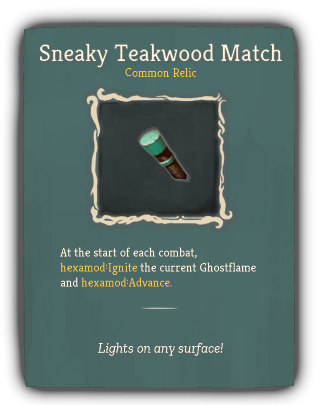 Sneaky Teakwood Match
Common Relic
At the start of each combat,
hexamod:Ignite the current Ghostflame
and hexamod:Advance.
Lights on any surface!